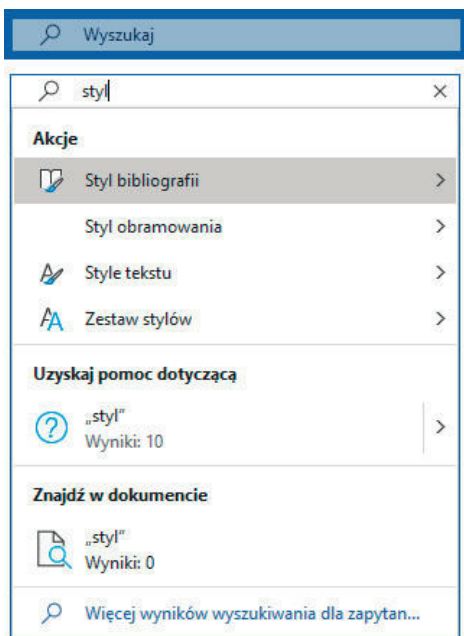 Wyszukaj
styl
Akcje
Styl bibliografii
Styl obramowania
Style tekstu
Zestaw stylów
Uzyskaj pomoc dotyczącą
„styl”
Wyniki: 10
Znajdź w dokumencie
„styl”
Wyniki: 0
Więcej wyników wyszukiwania dla zapytan...